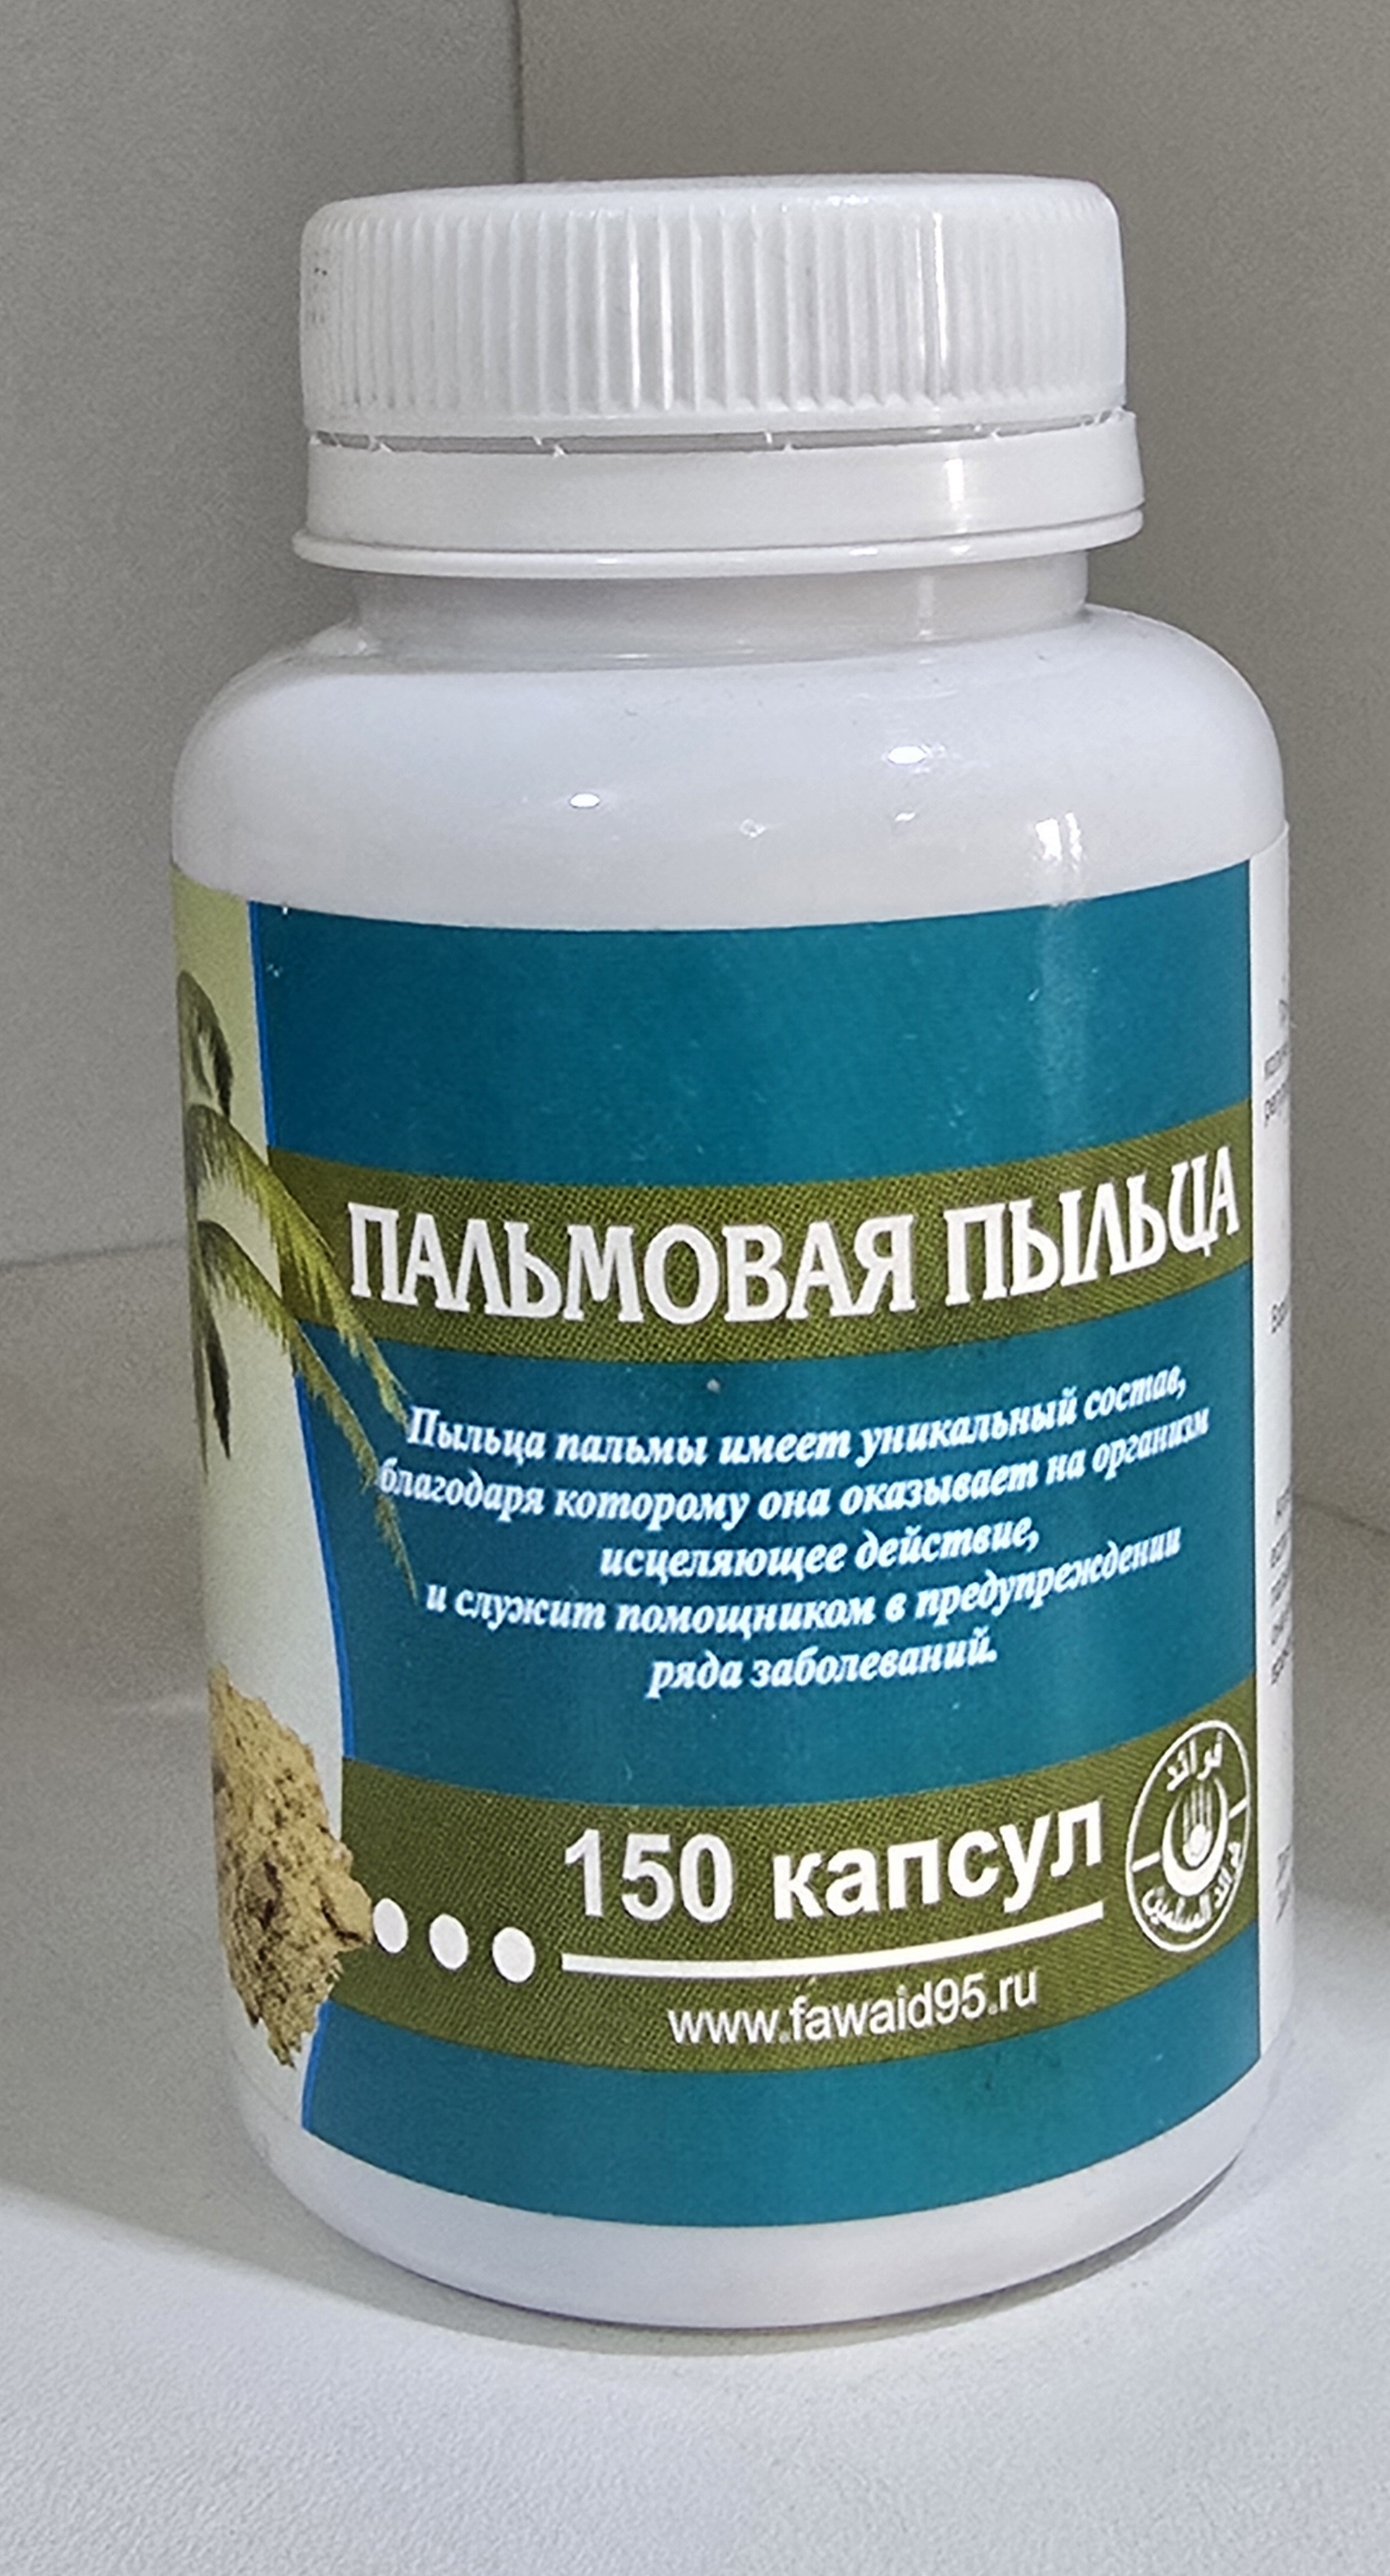 ПАЛЬМОВАЯ ПЫЛЬЦА
Пыльца пальмы имеет уникальный состав,
благодаря которому она оказывает на организм
исцеляющее действие,
и служит помощником в предупреждении
ряда заболеваний.
150 капсул
www.fawaid95.ru